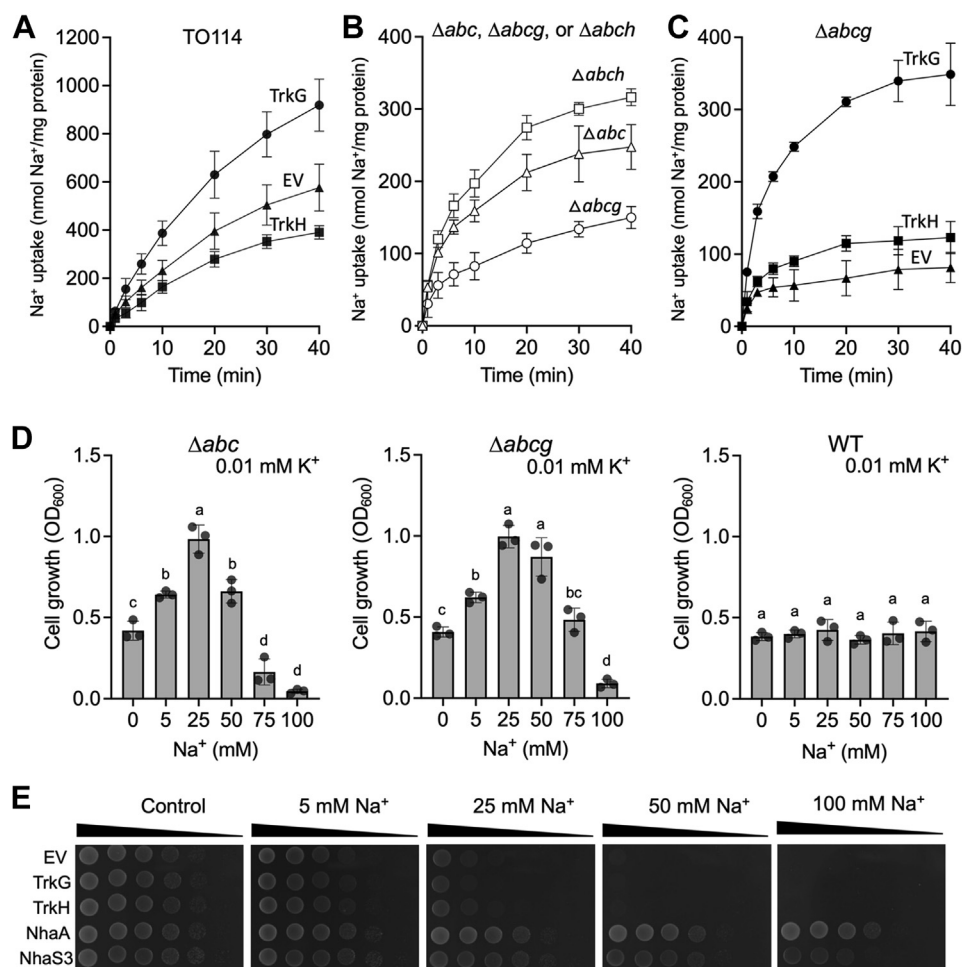 A
TO114
Na⁺ uptake (nmol Na⁺/mg protein)
1200
1000
800
600
400
200
0
TrkG
EV
TrkH
0 10 20 30 40
Time (min)
B
Δabc, Δabcg, or Δabch
Na⁺ uptake (nmol Na⁺/mg protein)
400
300
200
100
0
Δabch
Δabc
Δabcg
0 10 20 30 40
Time (min)
C
Δabcg
Na⁺ uptake (nmol Na⁺/mg protein)
400
300
200
100
0
TrkG
TrkH
EV
0 10 20 30 40
Time (min)
D
Δabc
0.01 mM K⁺
Cell growth (OD₆₀₀)
1.5
1.0
0.5
0.0
c b a b d d
0 5 25 50 75 100
Na⁺ (mM)
Δabcg
0.01 mM K⁺
Cell growth (OD₆₀₀)
1.5
1.0
0.5
0.0
c b a a bc d
0 5 25 50 75 100
Na⁺ (mM)
WT
0.01 mM K⁺
Cell growth (OD₆₀₀)
1.5
1.0
0.5
0.0
a a a a a a
0 5 25 50 75 100
Na⁺ (mM)
E
Control 5 mM Na⁺ 25 mM Na⁺ 50 mM Na⁺ 100 mM Na⁺
EV
TrkG
TrkH
NhaA
NhaS3